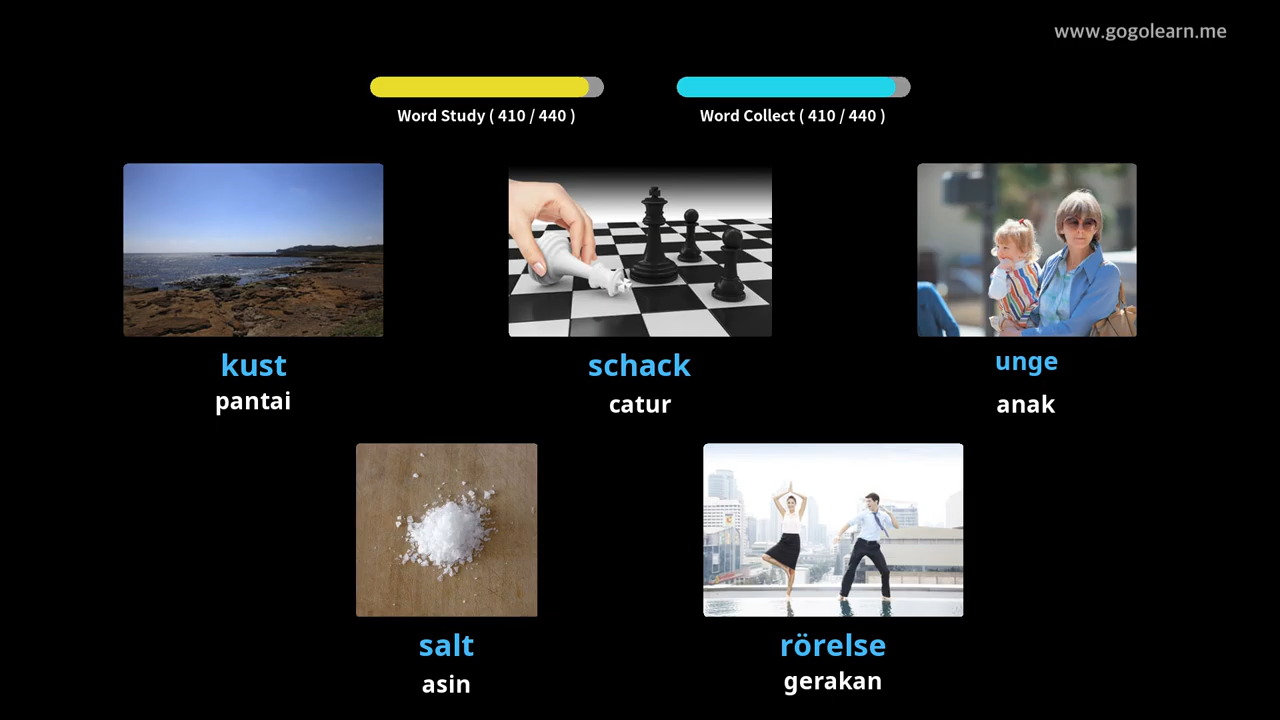 www.gogolearn.me
Word Study ( 410 / 440 )
Word Collect ( 410 / 440 )
kust
pantai
schack
catur
unge
anak
salt
asin
rörelse
gerakan